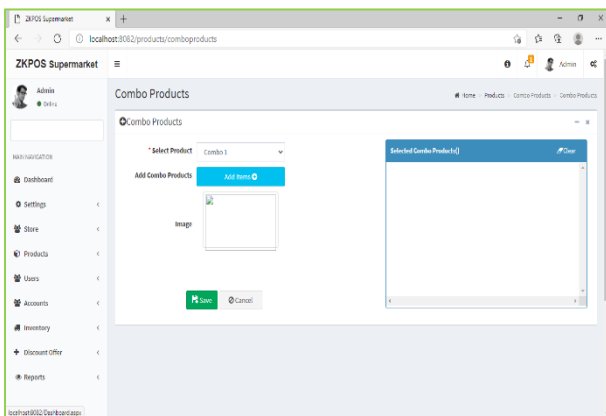 ZKPOS Supermarket
localhost:8082/products/comboproducts
ZKPOS Supermarket
Admin
Admin
Online
Combo Products
Home Products Combo Products Combo Products
Combo Products
* Select Product Combo 1
Add Combo Products Add Items
Image
Save Cancel
Selected Combo Products() Clear
MAIN NAVIGATION
Dashboard
Settings
Store
Products
Users
Accounts
Inventory
Discount Offer
Reports
localhost:8082/Dashboard.aspx